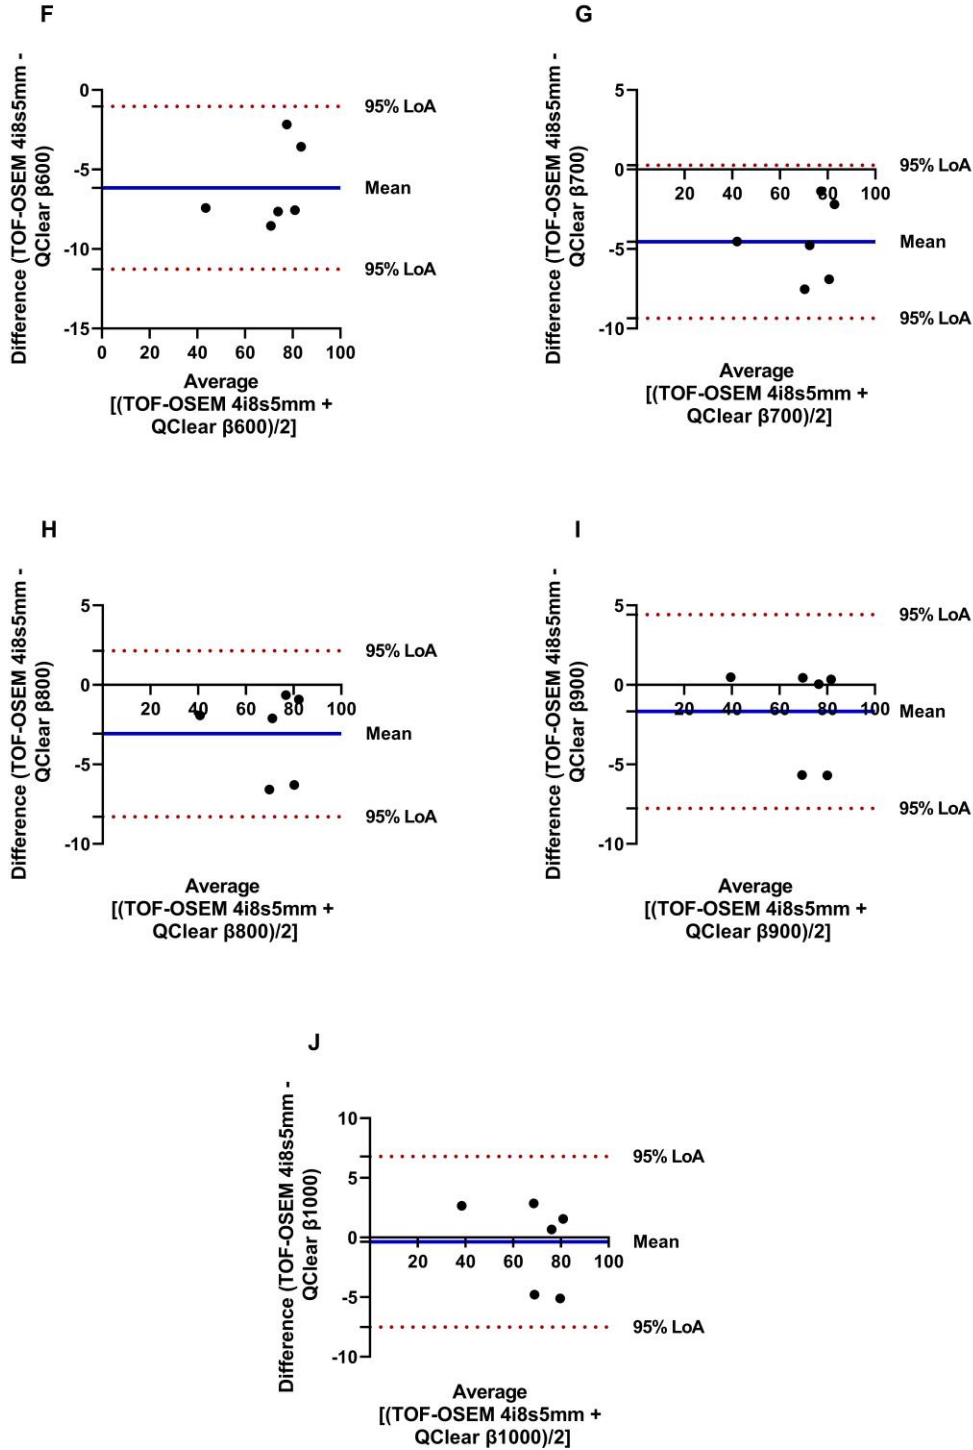 F
Difference (TOF-OSEM 4i8s5mm -
QClear β600)
0
-5
-10
-15
0 20 40 60 80 100
95% LoA
Mean
95% LoA
Average
[(TOF-OSEM 4i8s5mm +
QClear β600)/2]
G
Difference (TOF-OSEM 4i8s5mm -
QClear β700)
5
0
-5
-10
20 40 60 80 100
95% LoA
Mean
95% LoA
Average
[(TOF-OSEM 4i8s5mm +
QClear β700)/2]
H
Difference (TOF-OSEM 4i8s5mm -
QClear β800)
5
0
-5
-10
20 40 60 80 100
95% LoA
Mean
95% LoA
Average
[(TOF-OSEM 4i8s5mm +
QClear β800)/2]
I
Difference (TOF-OSEM 4i8s5mm -
QClear β900)
5
0
-5
-10
20 40 60 80 100
95% LoA
Mean
95% LoA
Average
[(TOF-OSEM 4i8s5mm +
QClear β900)/2]
J
Difference (TOF-OSEM 4i8s5mm -
QClear β1000)
10
5
0
-5
-10
20 40 60 80 100
95% LoA
Mean
95% LoA
Average
[(TOF-OSEM 4i8s5mm +
QClear β1000)/2]